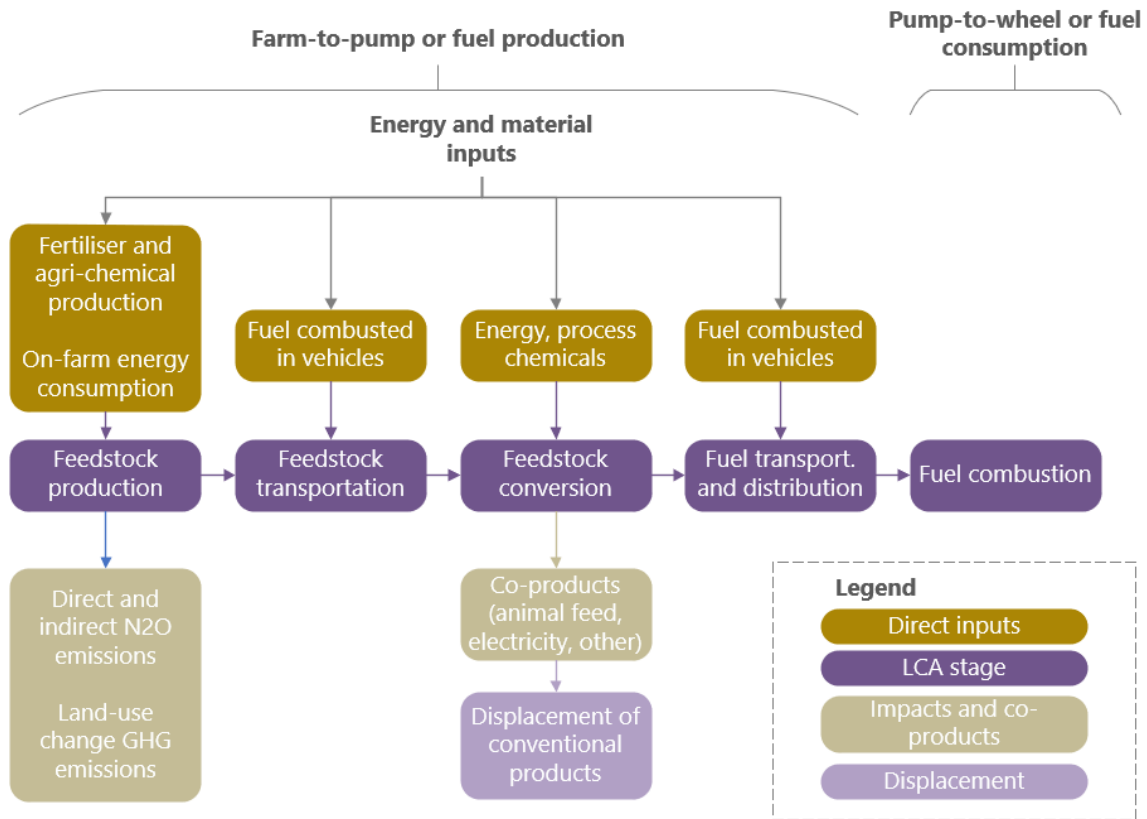 Farm-to-pump or fuel production
Pump-to-wheel or fuel
consumption
Energy and material
inputs
Fertiliser and
agri-chemical
production
On-farm energy
consumption
Fuel combusted
in vehicles
Energy, process
chemicals
Fuel combusted
in vehicles
Feedstock
production
Feedstock
transportation
Feedstock
conversion
Fuel transport.
and distribution
Fuel combustion
Direct and
indirect N2O
emissions
Land-use
change GHG
emissions
Co-products
(animal feed,
electricity, other)
Displacement of
conventional
products
Legend
Direct inputs
LCA stage
Impacts and co-
products
Displacement